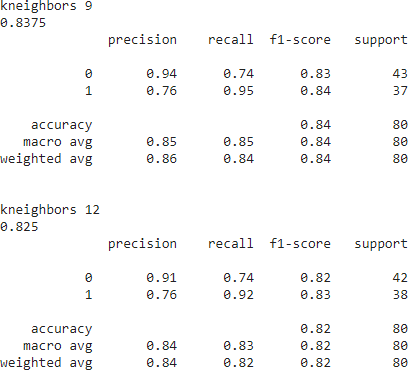 kneighbors 9
0.8375
precision recall f1-score support
0 0.94 0.74 0.83 43
1 0.76 0.95 0.84 37
accuracy 0.84 80
macro avg 0.85 0.85 0.84 80
weighted avg 0.86 0.84 0.84 80
kneighbors 12
0.825
precision recall f1-score support
0 0.91 0.74 0.82 42
1 0.76 0.92 0.83 38
accuracy 0.82 80
macro avg 0.84 0.83 0.82 80
weighted avg 0.84 0.82 0.82 80